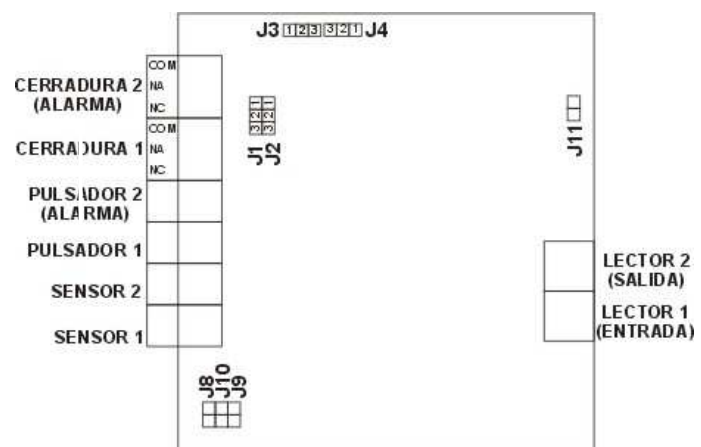 J3 1 2 3 3 2 1 J4
CERRADURA 2
(ALARMA)
COM
NA
NC
CERRADURA 1
COM
NA
NC
PULSADOR 2
(ALARMA)
PULSADOR 1
SENSOR 2
SENSOR 1
3 2 1
3 2 1
J1
J2
J11
LECTOR 2
(SALIDA)
LECTOR 1
(ENTRADA)
J8
J10
J9